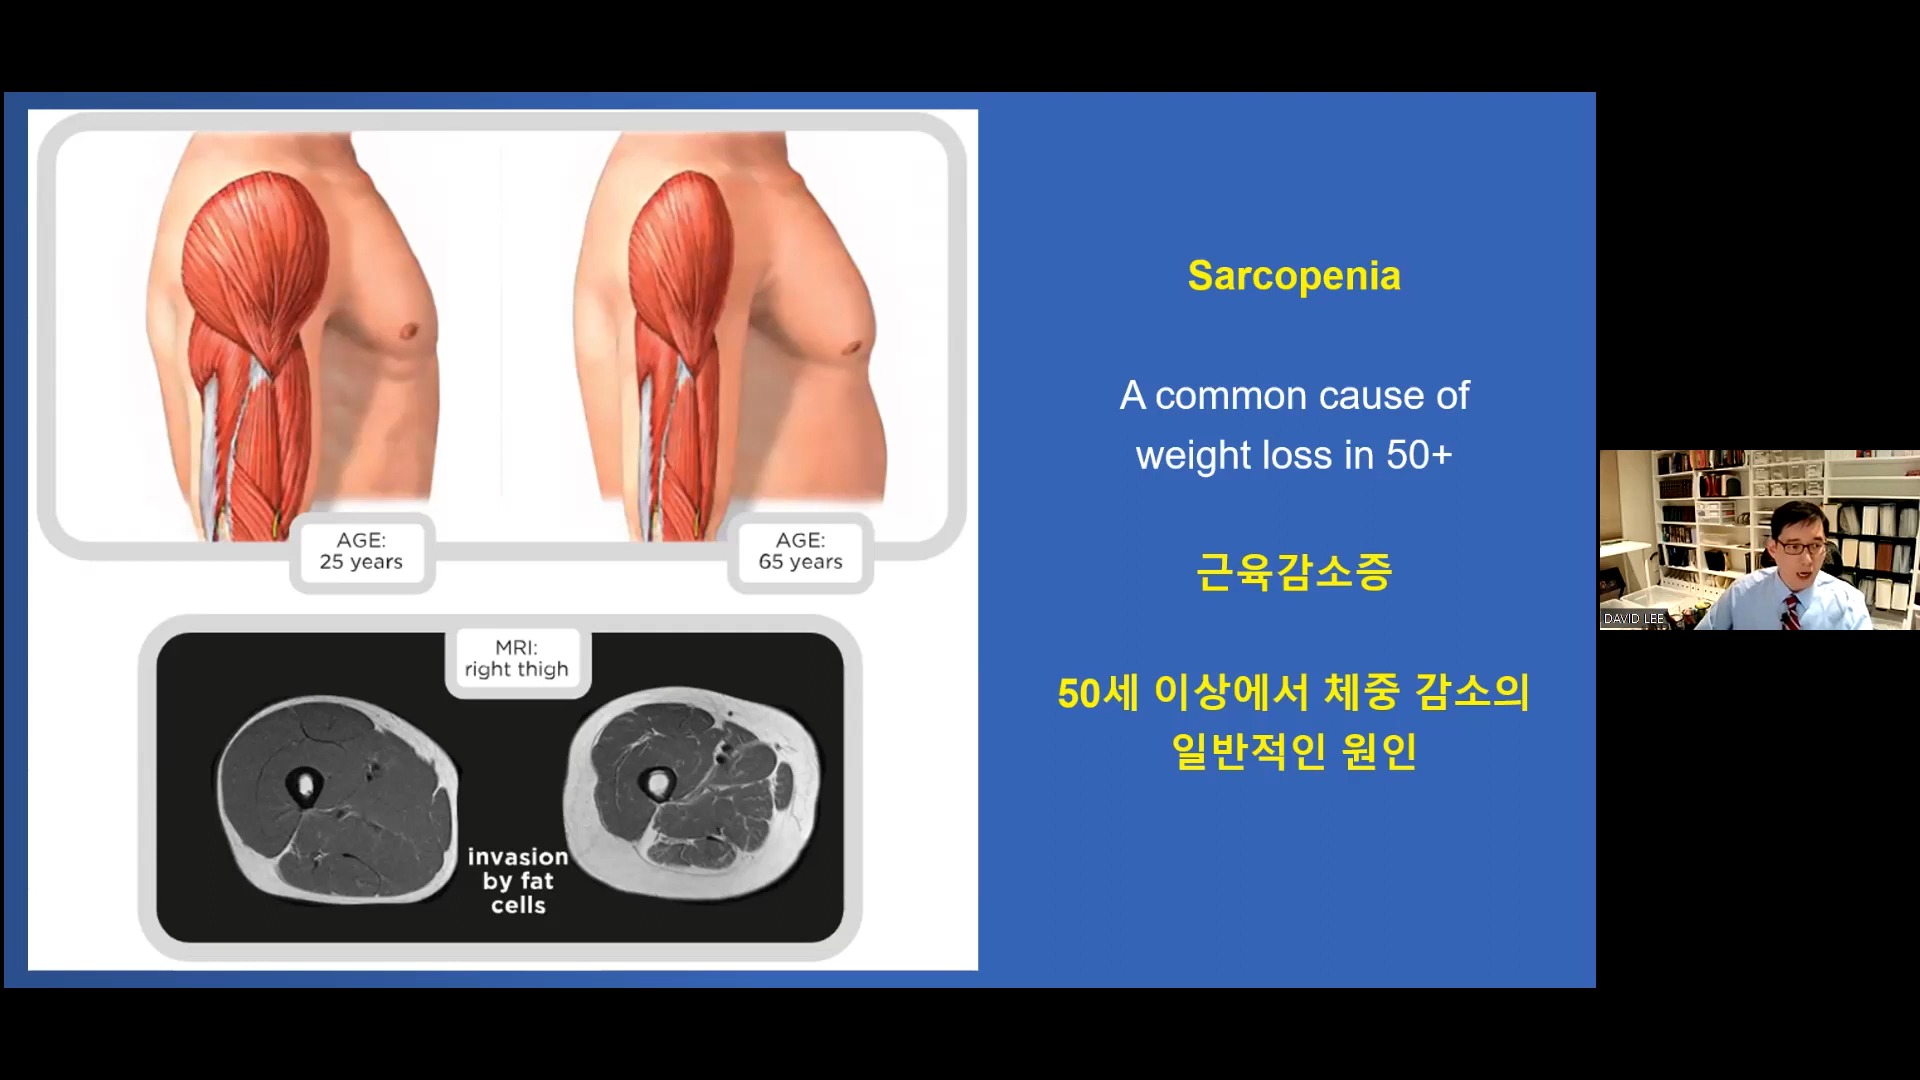 AGE:
25 years
AGE:
65 years
MRI:
right thigh
invasion
by fat
cells
Sarcopenia
A common cause of
weight loss in 50+
근육감소증
50세 이상에서 체중 감소의
일반적인 원인
DAVID LEE